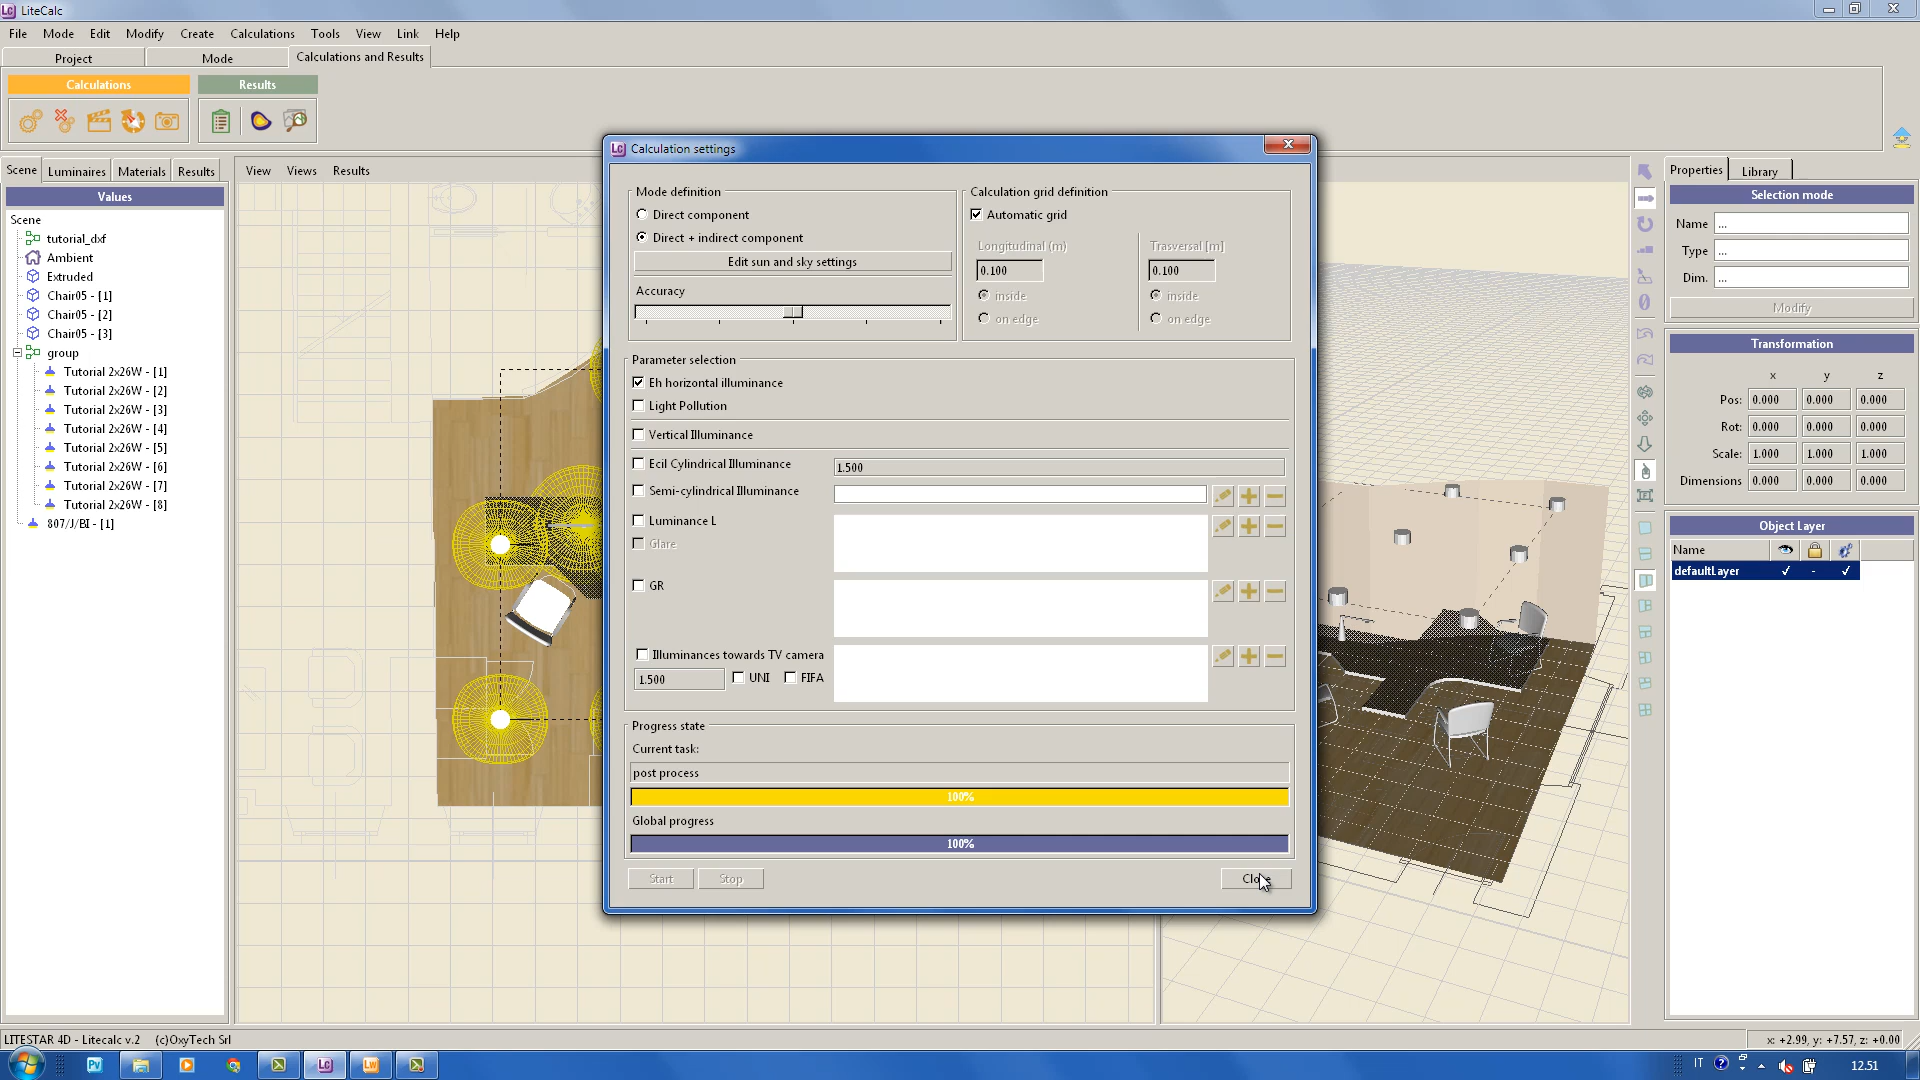 LiteCalc
File Mode Edit Modify Create Calculations Tools View Link Help
Project Mode Calculations and Results
Calculations Results
Scene Luminaires Materials Results
View Views Results
Values
Scene
tutorial_dxf
Ambient
Extruded
Chair05 - [1]
Chair05 - [2]
Chair05 - [3]
group
Tutorial 2x26W - [1]
Tutorial 2x26W - [2]
Tutorial 2x26W - [3]
Tutorial 2x26W - [4]
Tutorial 2x26W - [5]
Tutorial 2x26W - [6]
Tutorial 2x26W - [7]
Tutorial 2x26W - [8]
807/J/BI - [1]
Calculation settings
Mode definition
Direct component
Direct + indirect component
Edit sun and sky settings
Accuracy
Calculation grid definition
Automatic grid
Longitudinal (m) Trasversal [m]
0.100 0.100
inside inside
on edge on edge
Parameter selection
Eh horizontal illuminance
Light Pollution
Vertical Illuminance
Ecil Cylindrical Illuminance 1.500
Semi-cylindrical Illuminance
Luminance L
Glare
GR
Illuminances towards TV camera
1.500 UNI FIFA
Progress state
Current task:
post process
100%
Global progress
100%
Start Stop
Properties Library
Selection mode
Name ...
Type ...
Dim. ...
Modify
Transformation
x y z
Pos: 0.000 0.000 0.000
Rot: 0.000 0.000 0.000
Scale: 1.000 1.000 1.000
Dimensions 0.000 0.000 0.000
Object Layer
Name
defaultLayer -
LITESTAR 4D - Litecalc v.2 (c)OxyTech Srl
x: +2.99, y: +7.57, z: +0.00
Pv Lc Lw IT 12.51